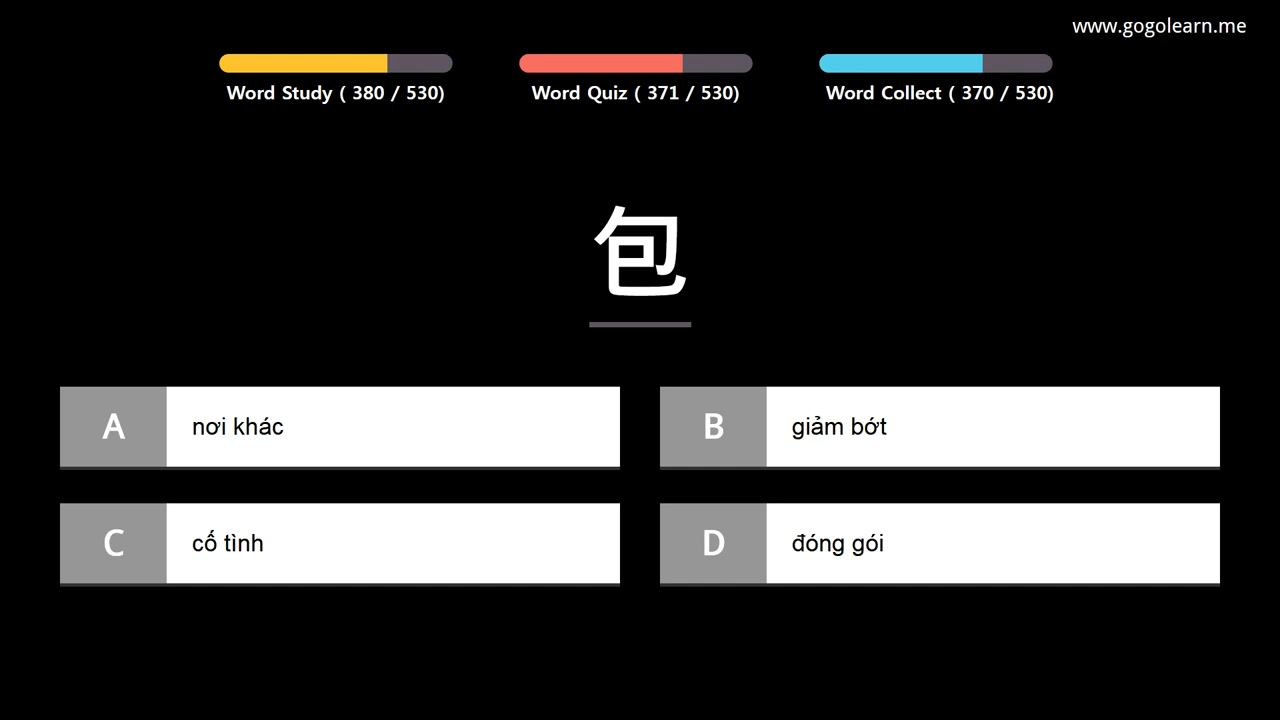 www.gogolearn.me
Word Study ( 380 / 530)
Word Quiz ( 371 / 530)
Word Collect ( 370 / 530)
包
A nơi khác
B giảm bớt
C cố tình
D đóng gói